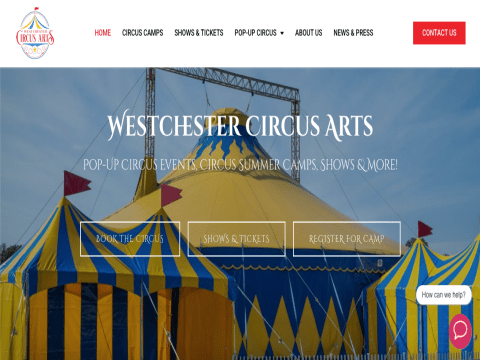 WESTCHESTER
CIRCUS ARTS
HOME
CIRCUS CAMPS
SHOWS & TICKETS
POP-UP CIRCUS
ABOUT US
NEWS & PRESS
CONTACT US
WESTCHESTER CIRCUS ARTS
POP-UP CIRCUS EVENTS, CIRCUS SUMMER CAMPS, SHOWS & MORE!
BOOK THE CIRCUS
SHOWS & TICKETS
REGISTER FOR CAMP
How can we help?